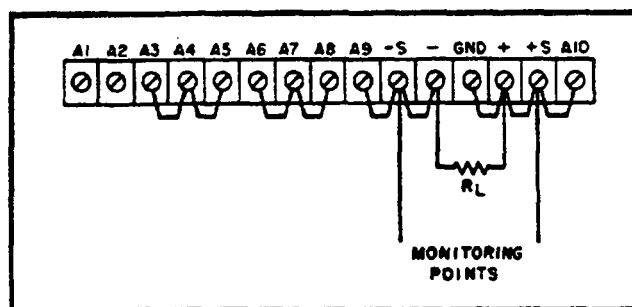 A1 A2 A3 A4 A5 A6 A7 A8 A9 -S - GND + +S A10
RL
MONITORING
POINTS